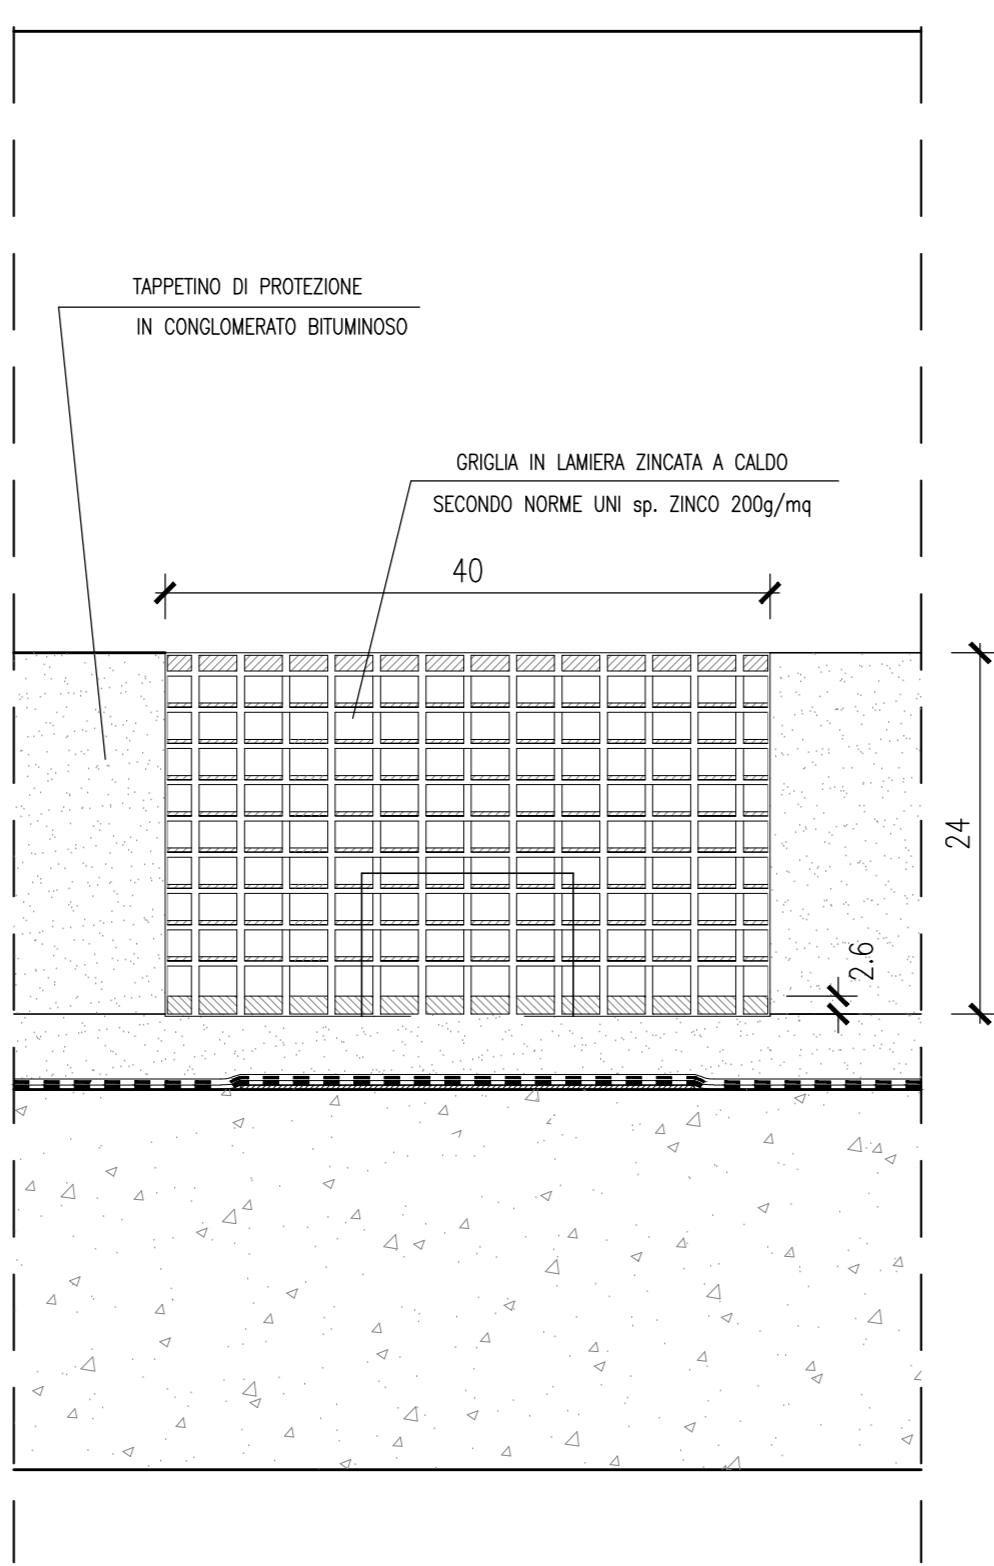 TAPPETINO DI PROTEZIONE
IN CONGLOMERATO BITUMINOSO
GRIGLIA IN LAMIERA ZINCATA A CALDO
SECONDO NORME UNI sp. ZINCO 200g/mq
40
24
2.6